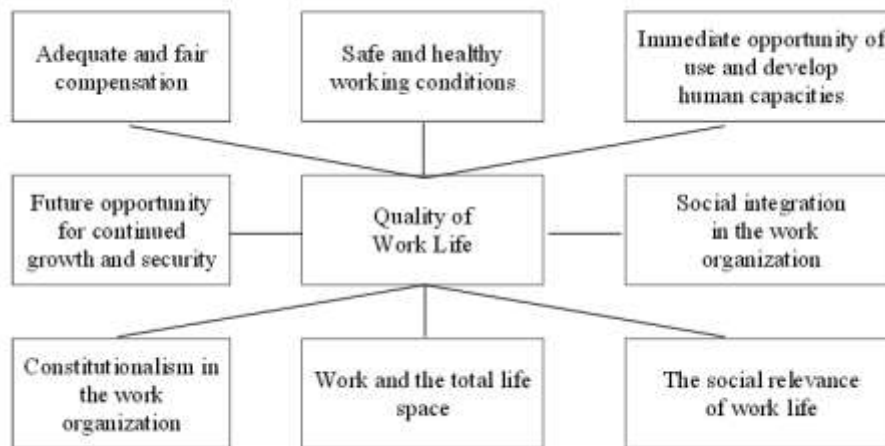 Adequate and fair
compensation
Safe and healthy
working conditions
Immediate opportunity of
use and develop
human capacities
Future opportunity
for continued
growth and security
Quality of
Work Life
Social integration
in the work
organization
Constitutionalism in
the work
organization
Work and the total life
space
The social relevance
of work life